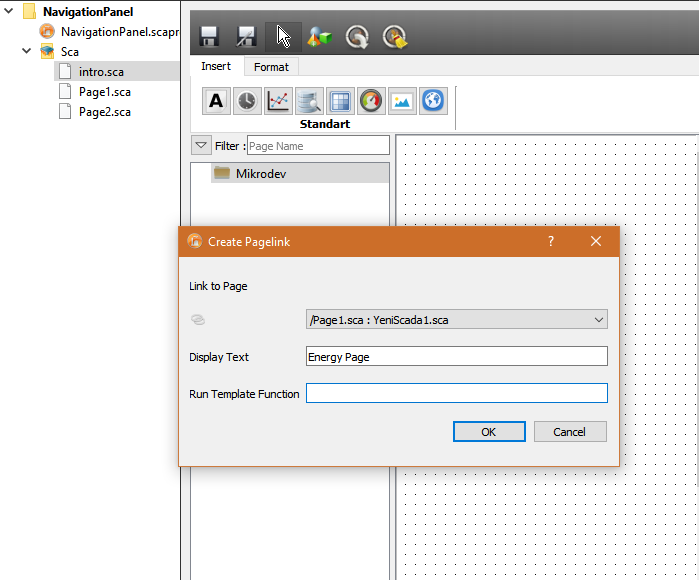 NavigationPanel
NavigationPanel.scapr
Sca
intro.sca
Page1.sca
Page2.sca
Insert
Format
A
Standart
Filter :
Page Name
Mikrodev
Create Pagelink
?
Link to Page
/Page1.sca : YeniScada1.sca
Display Text
Energy Page
Run Template Function
OK
Cancel